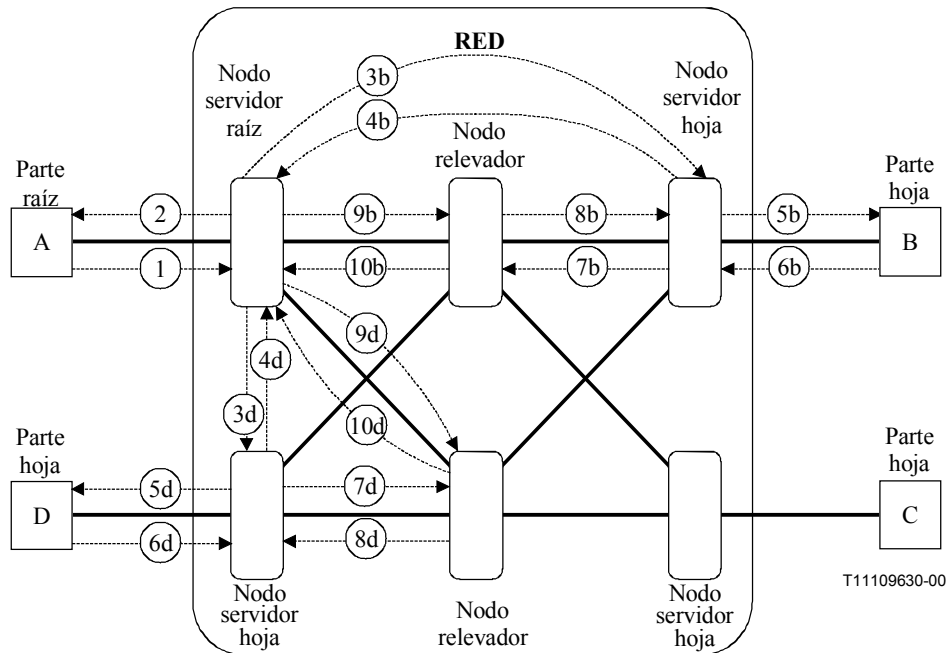 RED
Nodo
servidor
raíz
3b
Nodo
servidor
hoja
4b
Nodo
relevador
Parte
raíz
Parte
hoja
2
9b
8b
5b
A
B
1
10b
7b
6b
9d
4d
3d
10d
Parte
hoja
Parte
hoja
5d
7d
D
C
6d
8d
T11109630-00
Nodo
servidor
hoja
Nodo
relevador
Nodo
servidor
hoja